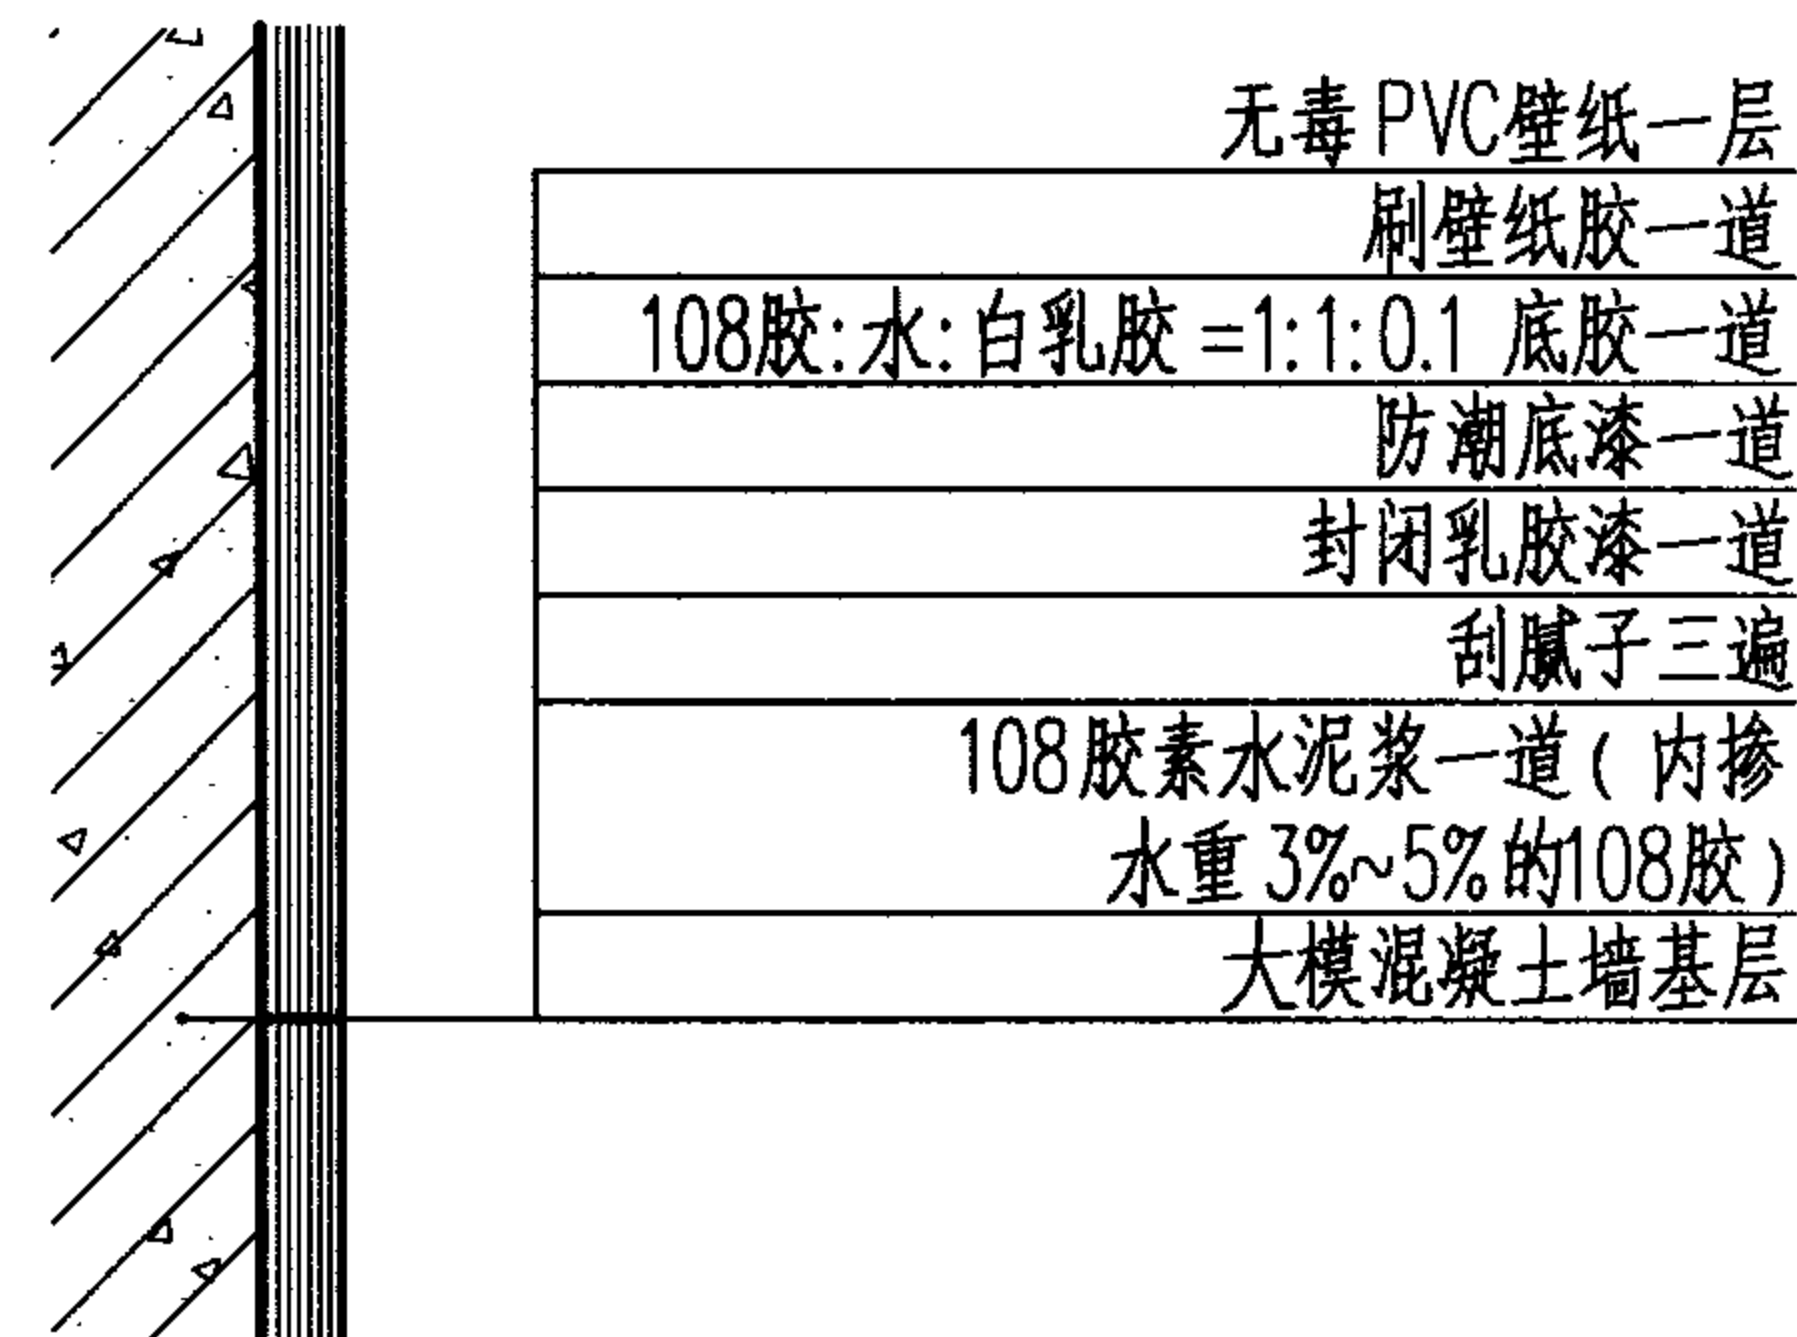 无毒PVC壁纸一层
刷壁纸胶一道
108胶:水:白乳胶=1:1:0.1 底胶一道
防潮底漆一道
封闭乳胶漆一道
刮腻子三遍
108胶素水泥浆一道(内掺
水重3%~5%的108胶)
大模混凝土墙基层